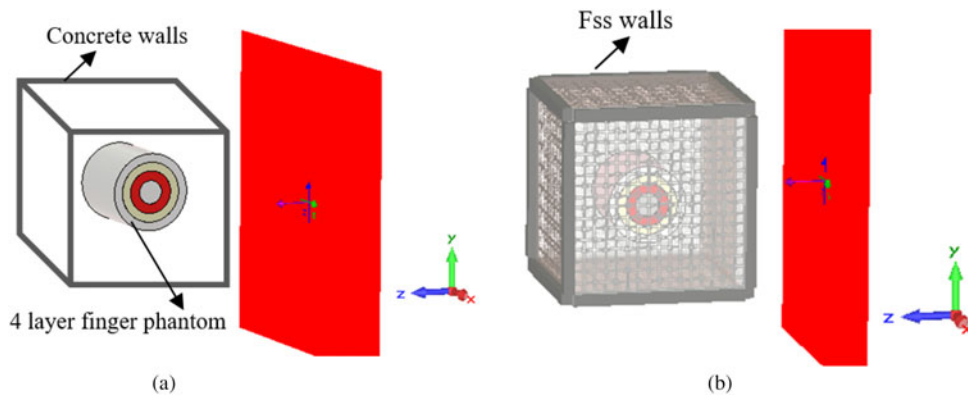 Concrete walls
4 layer finger phantom
Y
Z
X
(a)
Fss walls
Y
Z
X
(b)